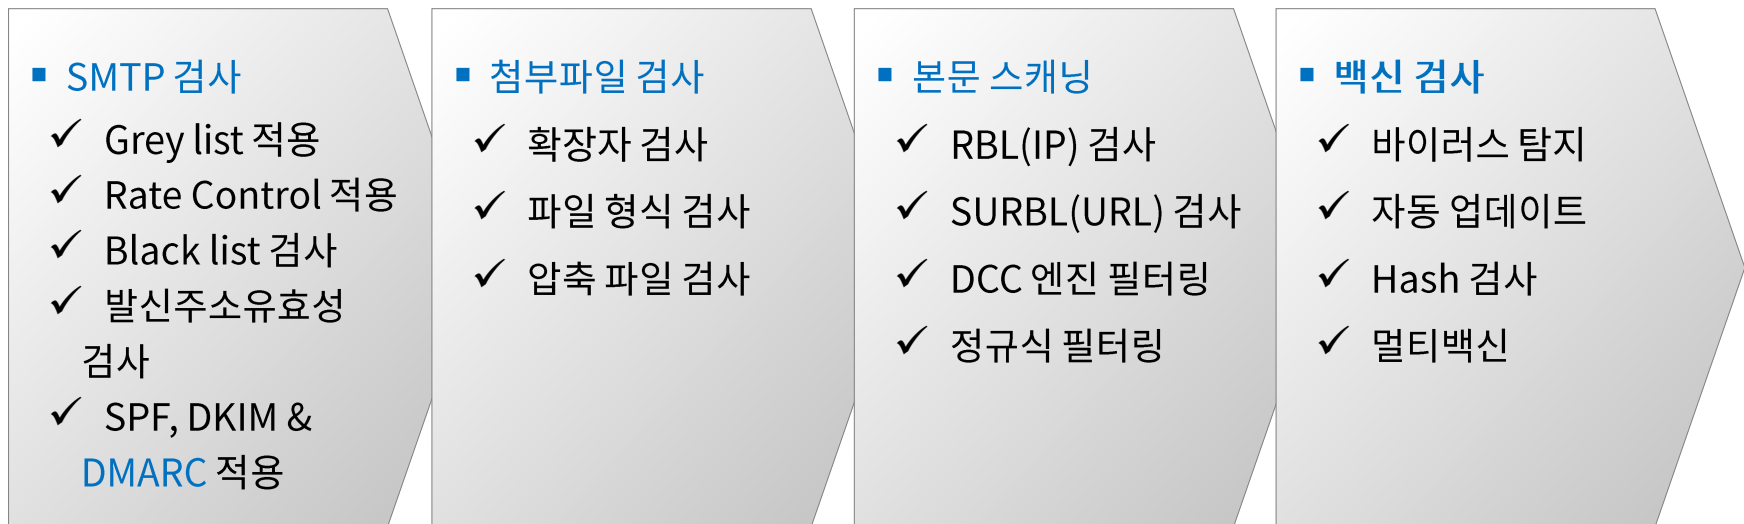 ▪ SMTP 검사
✓ Grey list 적용
✓ Rate Control 적용
✓ Black list 검사
✓ 발신주소유효성
검사
✓ SPF, DKIM &
DMARC 적용
▪ 첨부파일 검사
✓ 확장자 검사
✓ 파일 형식 검사
✓ 압축 파일 검사
▪ 본문 스캐닝
✓ RBL(IP) 검사
✓ SURBL(URL) 검사
✓ DCC 엔진 필터링
✓ 정규식 필터링
▪ 백신 검사
✓ 바이러스 탐지
✓ 자동 업데이트
✓ Hash 검사
✓ 멀티백신